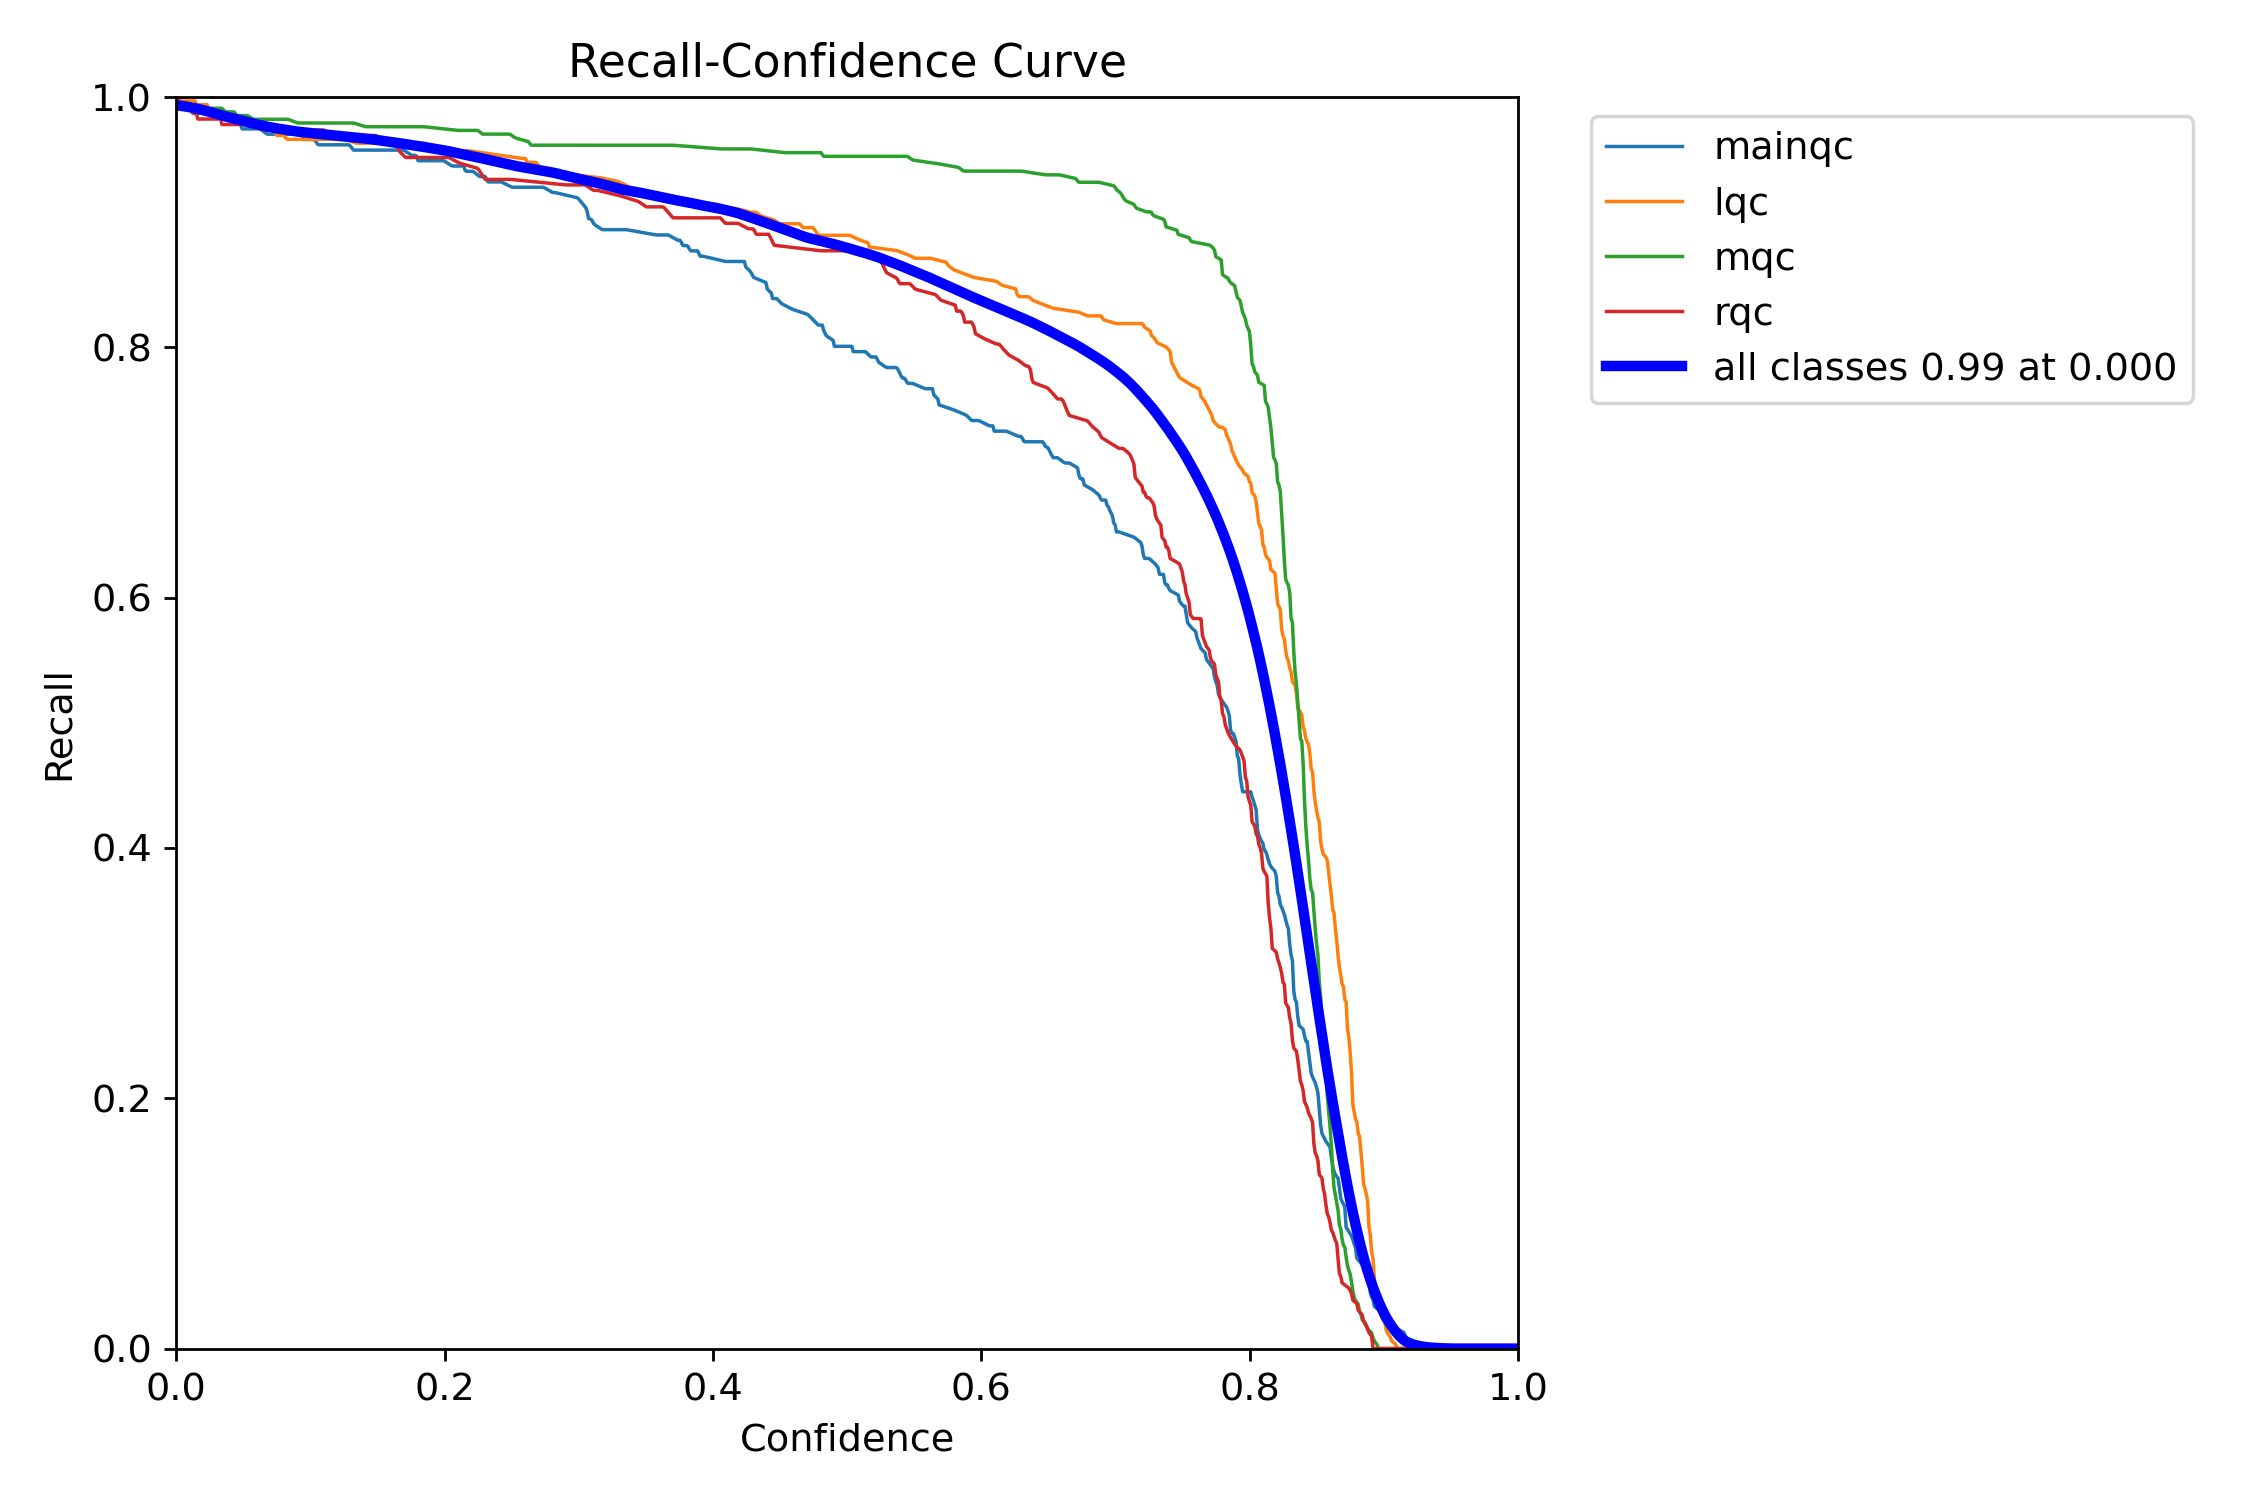 Recall-Confidence Curve
1.0
0.8
0.6
0.4
0.2
0.0
Recall
0.0 0.2 0.4 0.6 0.8 1.0
Confidence
mainqc
lqc
mqc
rqc
all classes 0.99 at 0.000